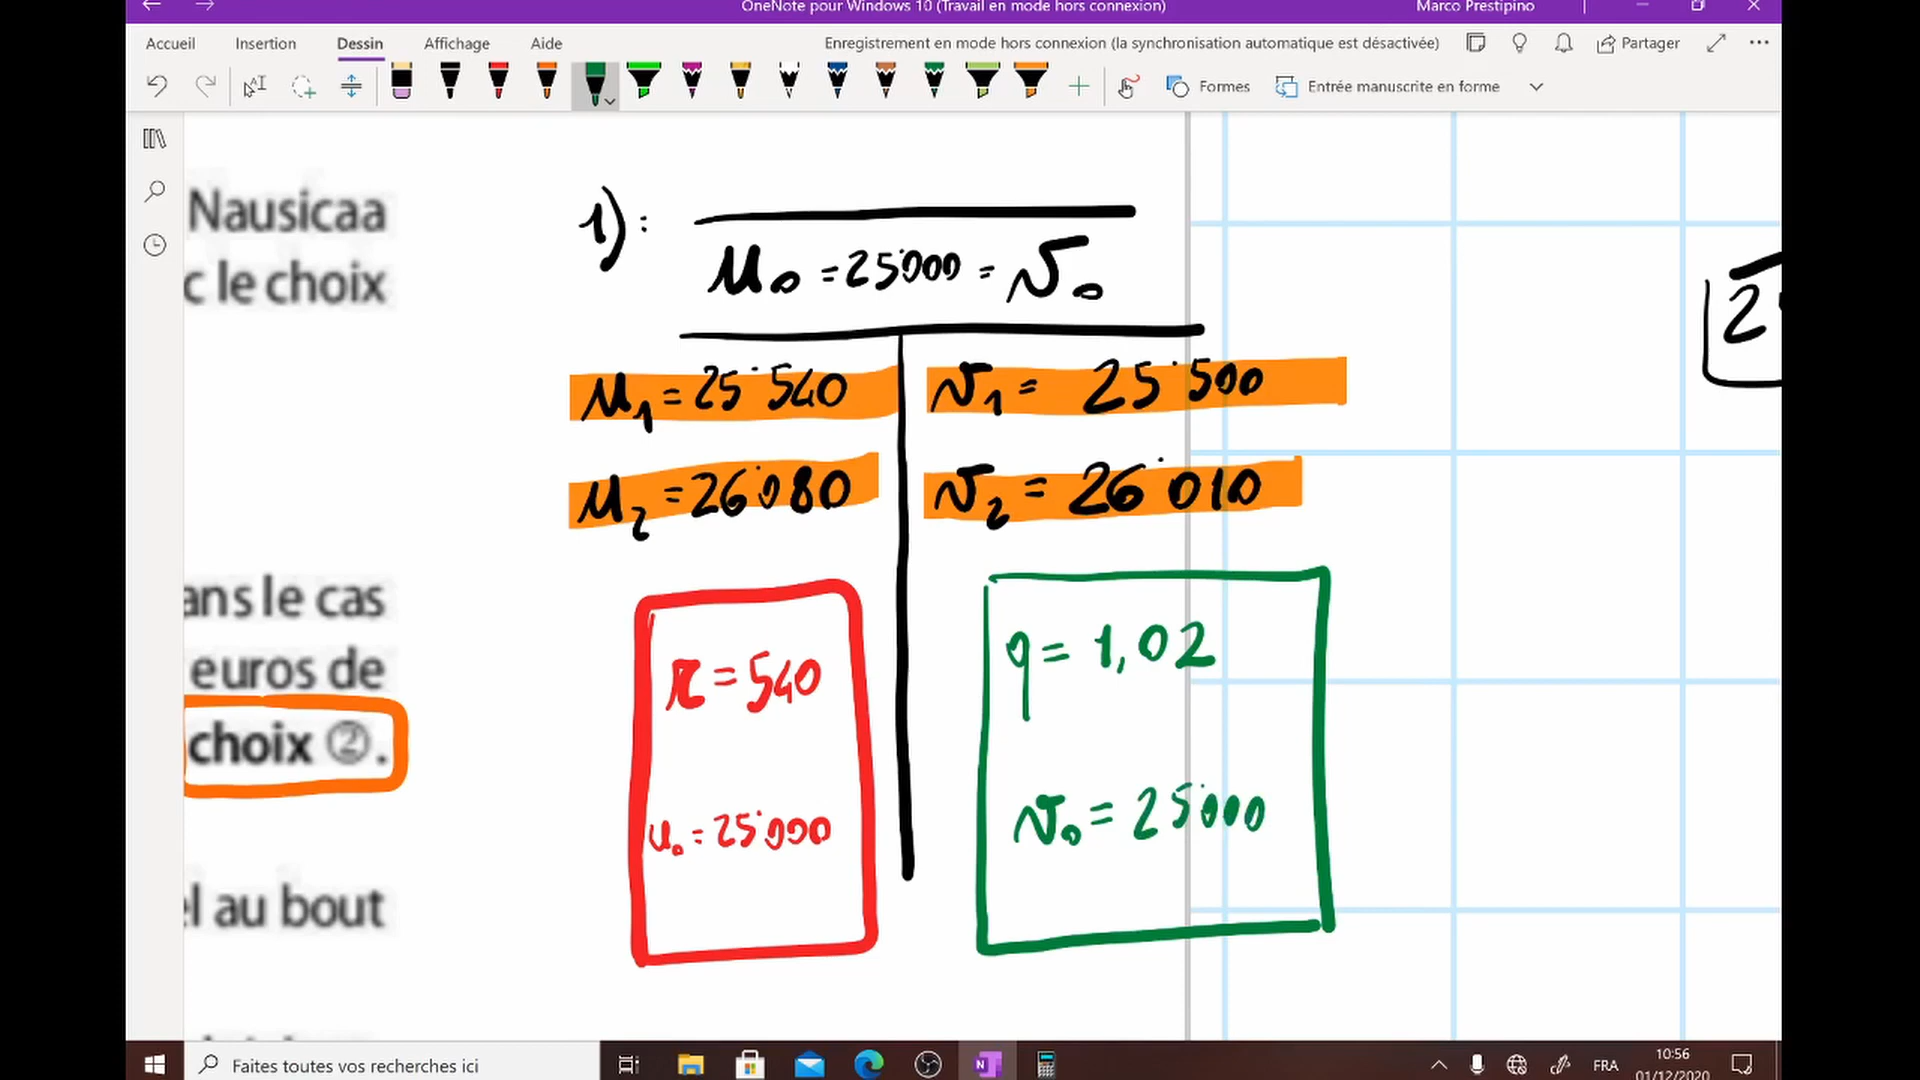 OneNote pour Windows 10 (Travail en mode hors connexion)
Marco Prestipino
Accueil Insertion Dessin Affichage Aide
Enregistrement en mode hors connexion (la synchronisation automatique est désactivée)
Partager
Formes
Entrée manuscrite en forme
Nausicaa
c le choix
ans le cas
euros de
choix ②.
el au bout
1) :
u₀ = 25'000 = v₀
u₁ = 25'540
v₁ = 25'500
u₂ = 26'080
v₂ = 26'010
r = 540
u₀ = 25'000
q = 1,02
v₀ = 25'000
2
Faites toutes vos recherches ici
FRA
10:56
01/12/2020